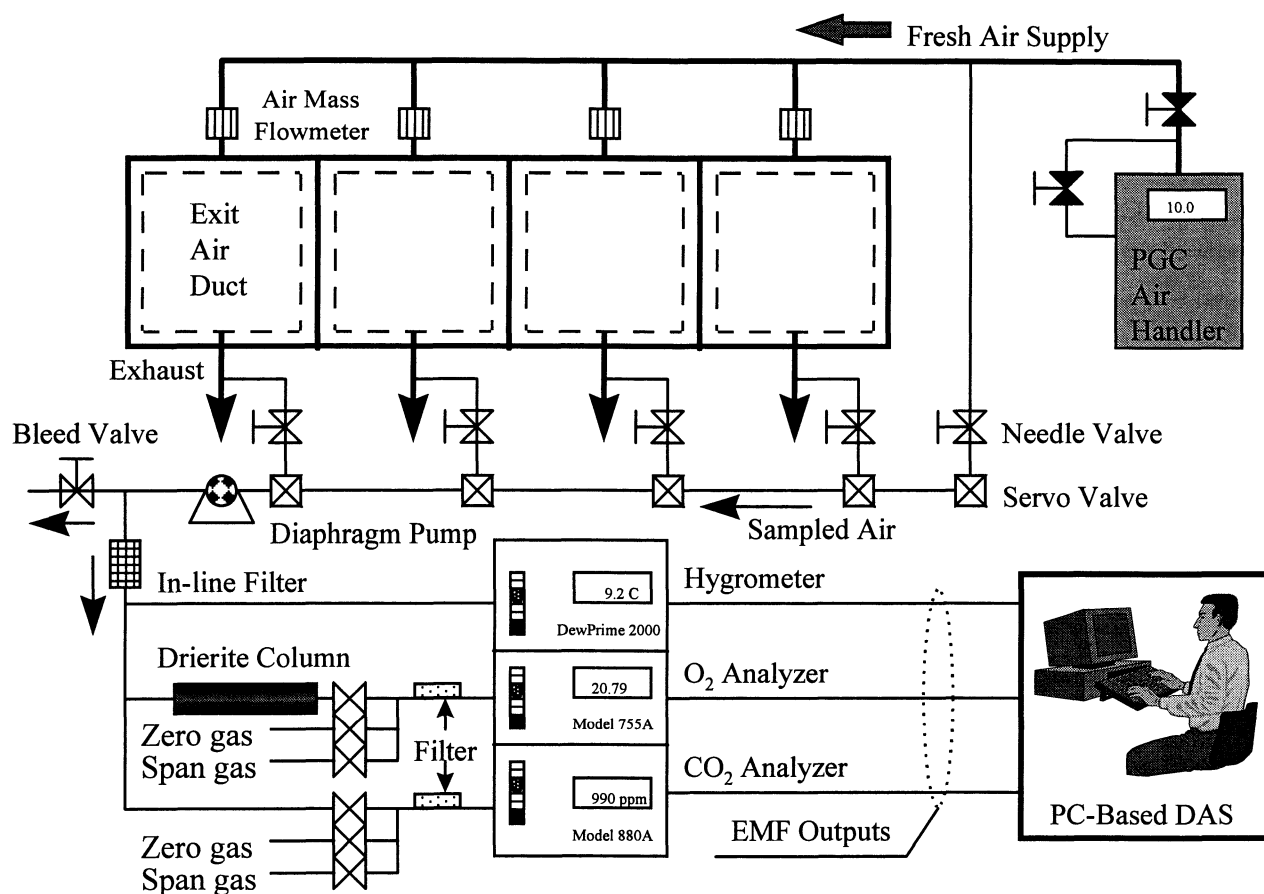 Fresh Air Supply
Air Mass
Flowmeter
10.0
PGC
Air
Handler
Exit
Air
Duct
Exhaust
Bleed Valve
Needle Valve
Servo Valve
Diaphragm Pump
Sampled Air
In-line Filter
9.2 C
DewPrime 2000
Hygrometer
Drierite Column
20.79
Model 755A
O₂ Analyzer
Zero gas
Span gas
Filter
990 ppm
Model 880A
CO₂ Analyzer
Zero gas
Span gas
EMF Outputs
PC-Based DAS